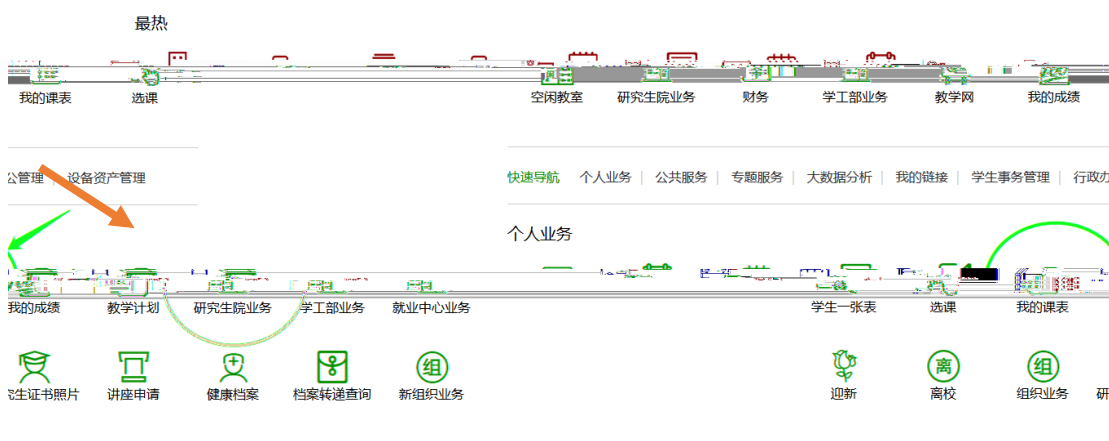 最热
我的课表 选课 空闲教室 研究生院业务 财务 学工部业务 教学网 我的成绩
公管理 设备资产管理 快速导航 个人业务 公共服务 专题服务 大数据分析 我的链接 学生事务管理 行政办
个人业务
我的成绩 教学计划 研究生院业务 学工部业务 就业中心业务 学生一张表 选课 我的课表
组 离 组
究生证书照片 讲座申请 健康档案 档案转递查询 新组织业务 迎新 离校 组织业务 研